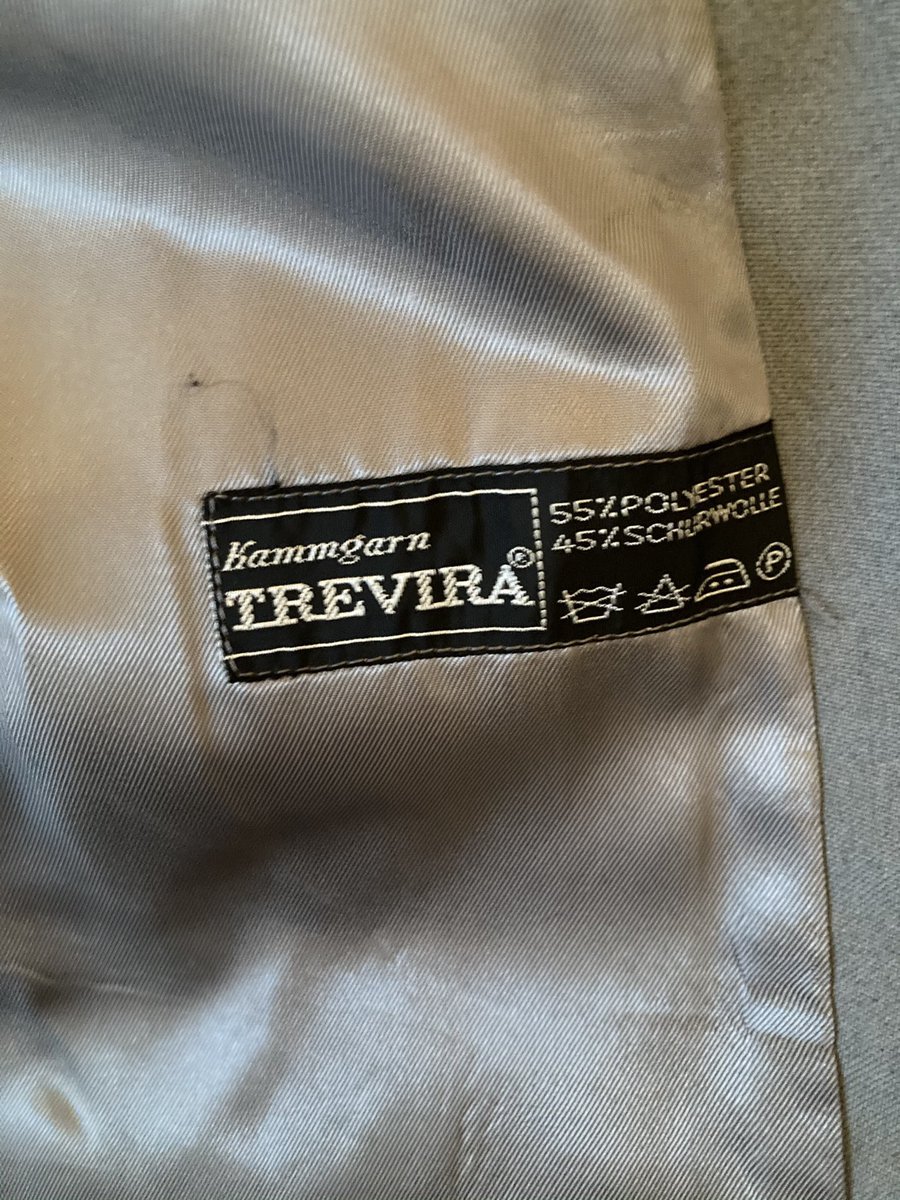 Kammgarn
TREVIRA®
55% POLYESTER
45% SCHURWOLLE
P